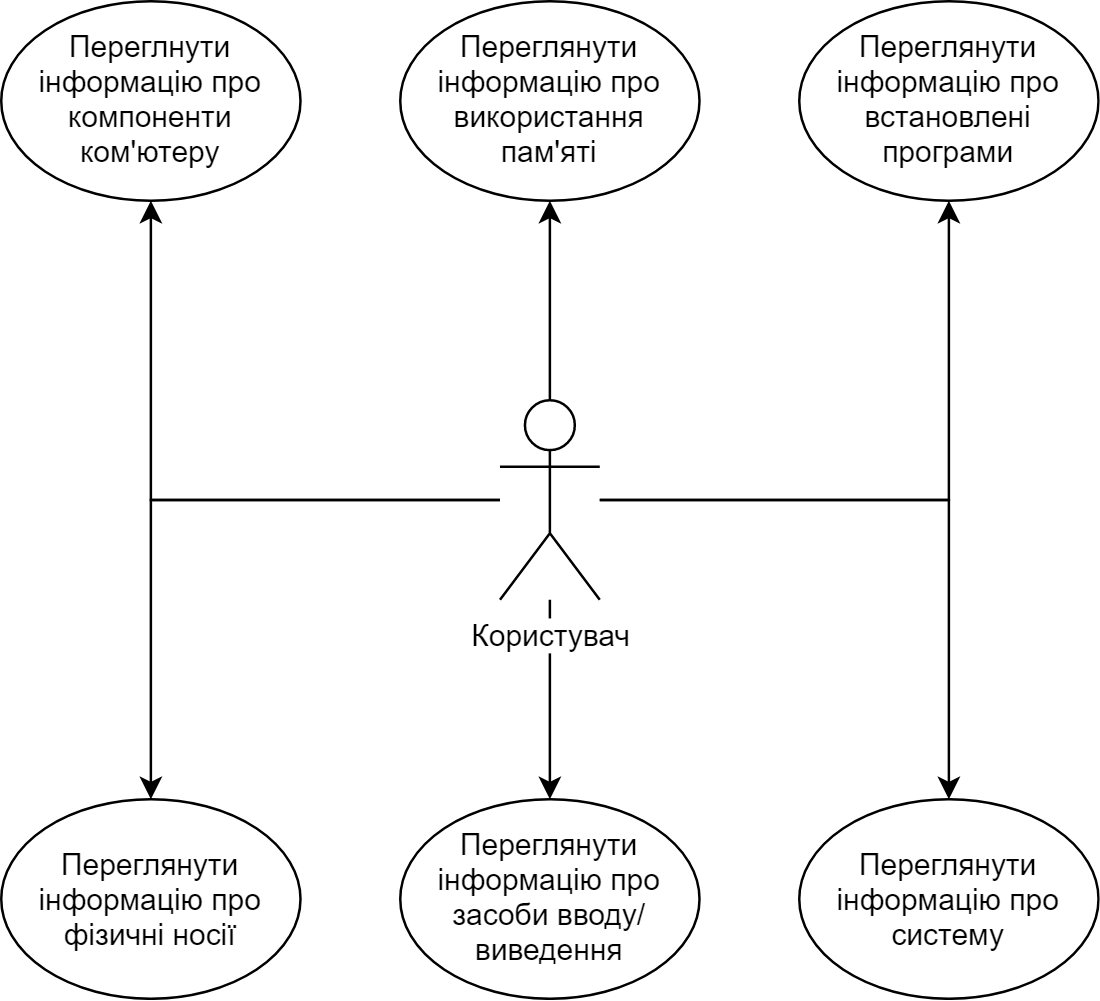 Переглнути
інформацію про
компоненти
ком'ютеру
Переглянути
інформацію про
використання
пам'яті
Переглянути
інформацію про
встановлені
програми
Користувач
Переглянути
інформацію про
фізичні носії
Переглянути
інформацію про
засоби вводу/
виведення
Переглянути
інформацію про
систему